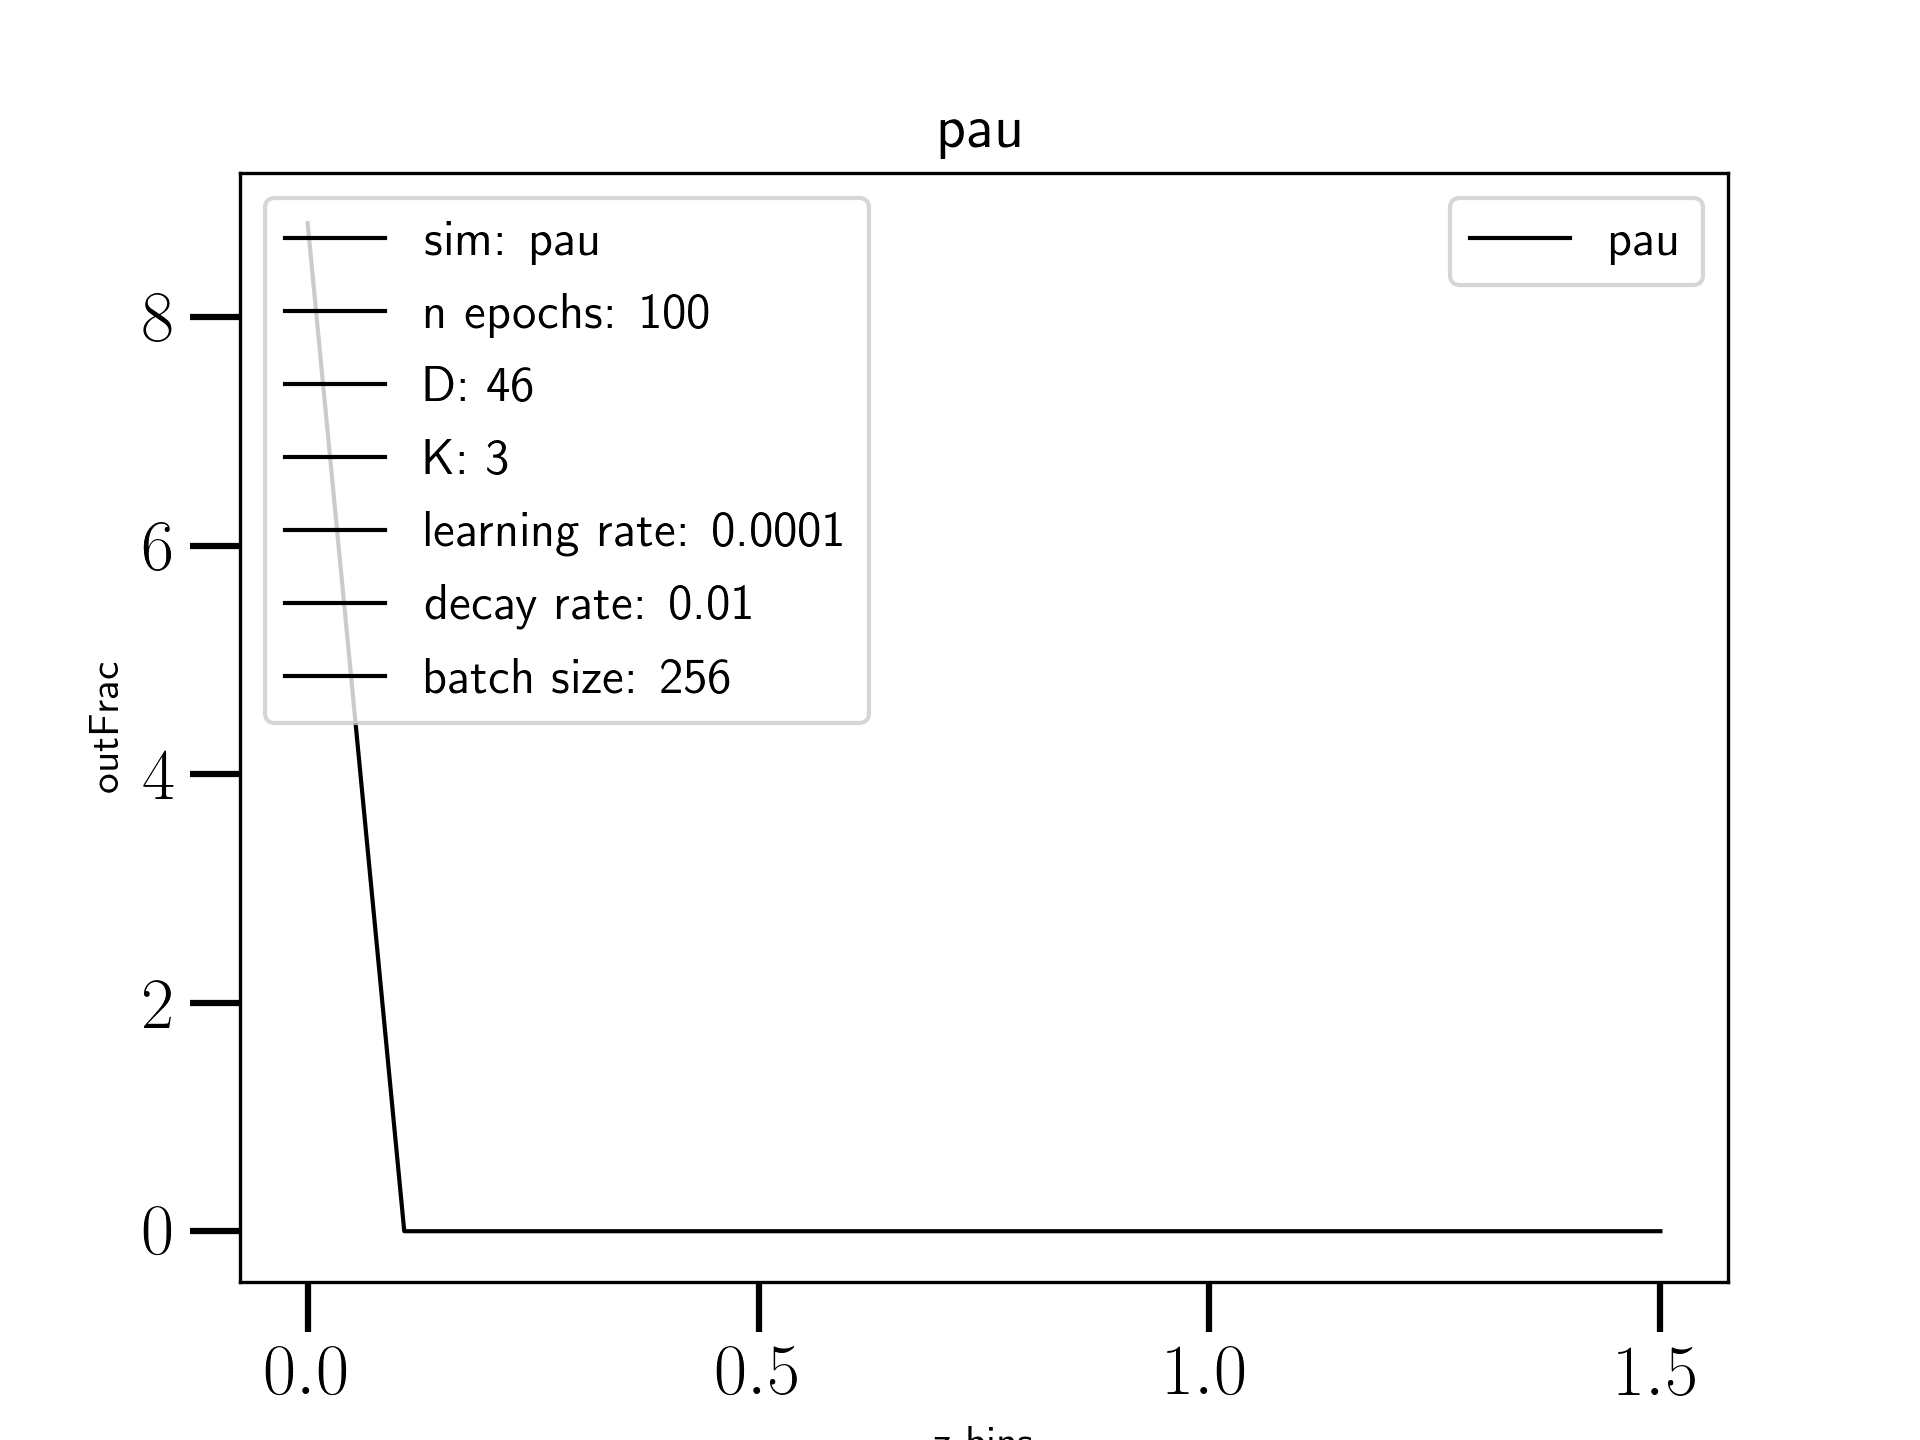 pau
sim: pau
n epochs: 100
D: 46
K: 3
learning rate: 0.0001
decay rate: 0.01
batch size: 256
pau
outFrac
8
6
4
2
0
0.0 0.5 1.0 1.5
z bins